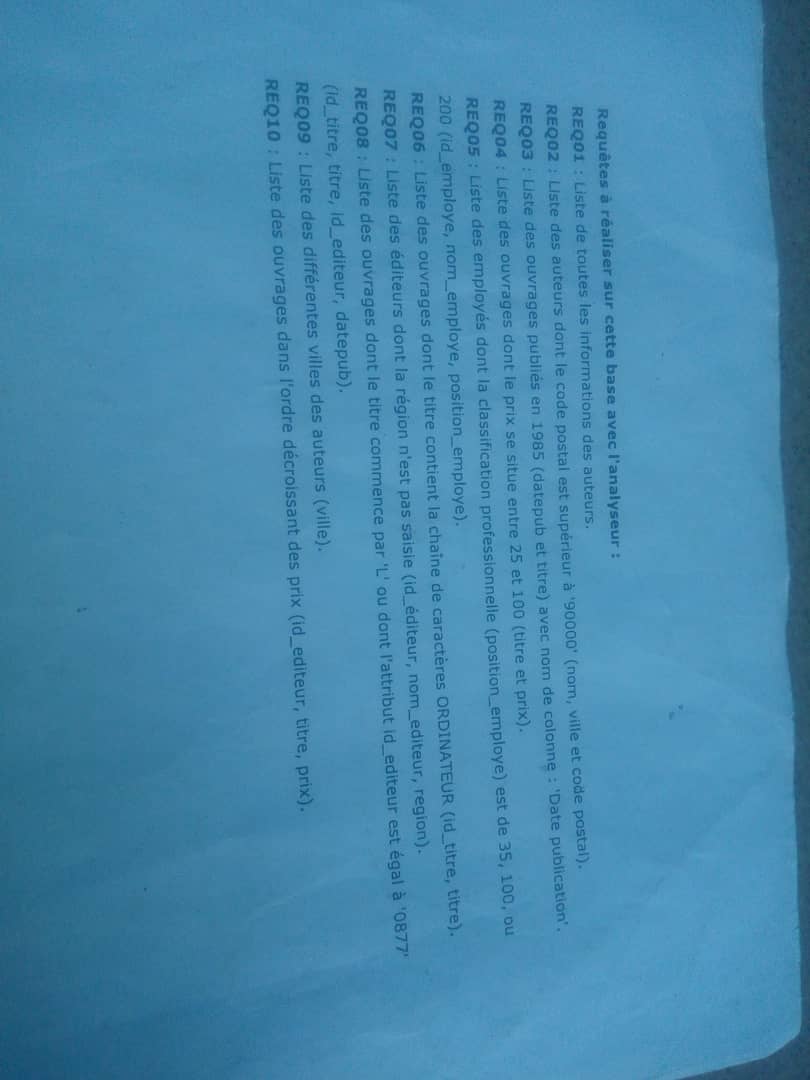 Requêtes à réaliser sur cette base avec l'analyseur :
REQ01 : Liste de toutes les informations des auteurs.
REQ02 : Liste des auteurs dont le code postal est supérieur à '90000' (nom, ville et code postal).
REQ03 : Liste des ouvrages publiés en 1985 (datepub et titre) avec nom de colonne : 'Date publication'.
REQ04 : Liste des ouvrages dont le prix se situe entre 25 et 100 (titre et prix).
REQ05 : Liste des employés dont la classification professionnelle (position_employe) est de 35, 100, ou
200 (id_employe, nom_employe, position_employe).
REQ06 : Liste des ouvrages dont le titre contient la chaîne de caractères ORDINATEUR (id_titre, titre).
REQ07 : Liste des éditeurs dont la région n'est pas saisie (id_éditeur, nom_editeur, region).
REQ08 : Liste des ouvrages dont le titre commence par 'L' ou dont l'attribut id_editeur est égal à '0877'
(id_titre, titre, id_editeur, datepub).
REQ09 : Liste des différentes villes des auteurs (ville).
REQ10 : Liste des ouvrages dans l'ordre décroissant des prix (id_editeur, titre, prix).